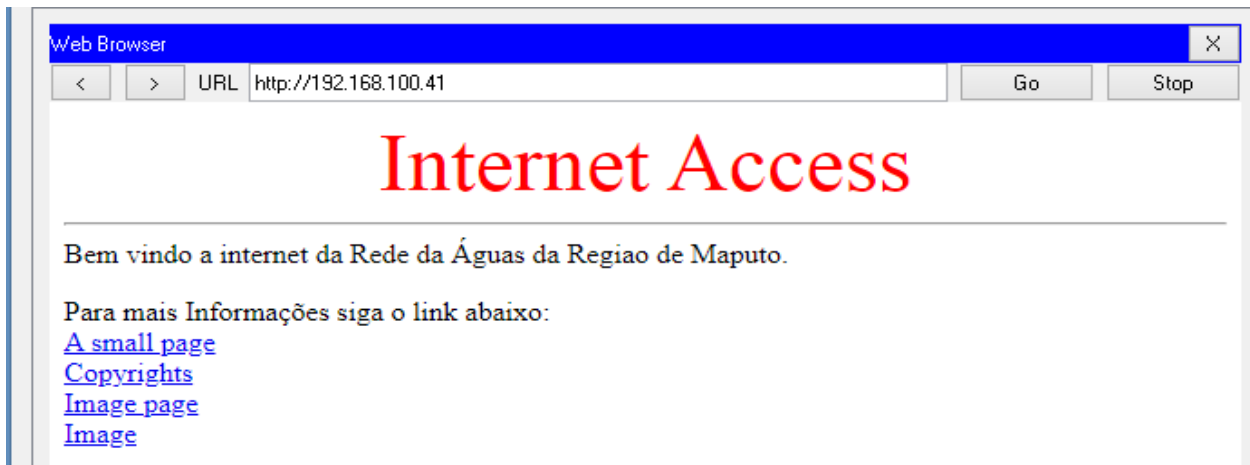 Web Browser X
< > URL http://192.168.100.41 Go Stop
Internet Access
Bem vindo a internet da Rede da Águas da Regiao de Maputo.
Para mais Informações siga o link abaixo:
A small page
Copyrights
Image page
Image